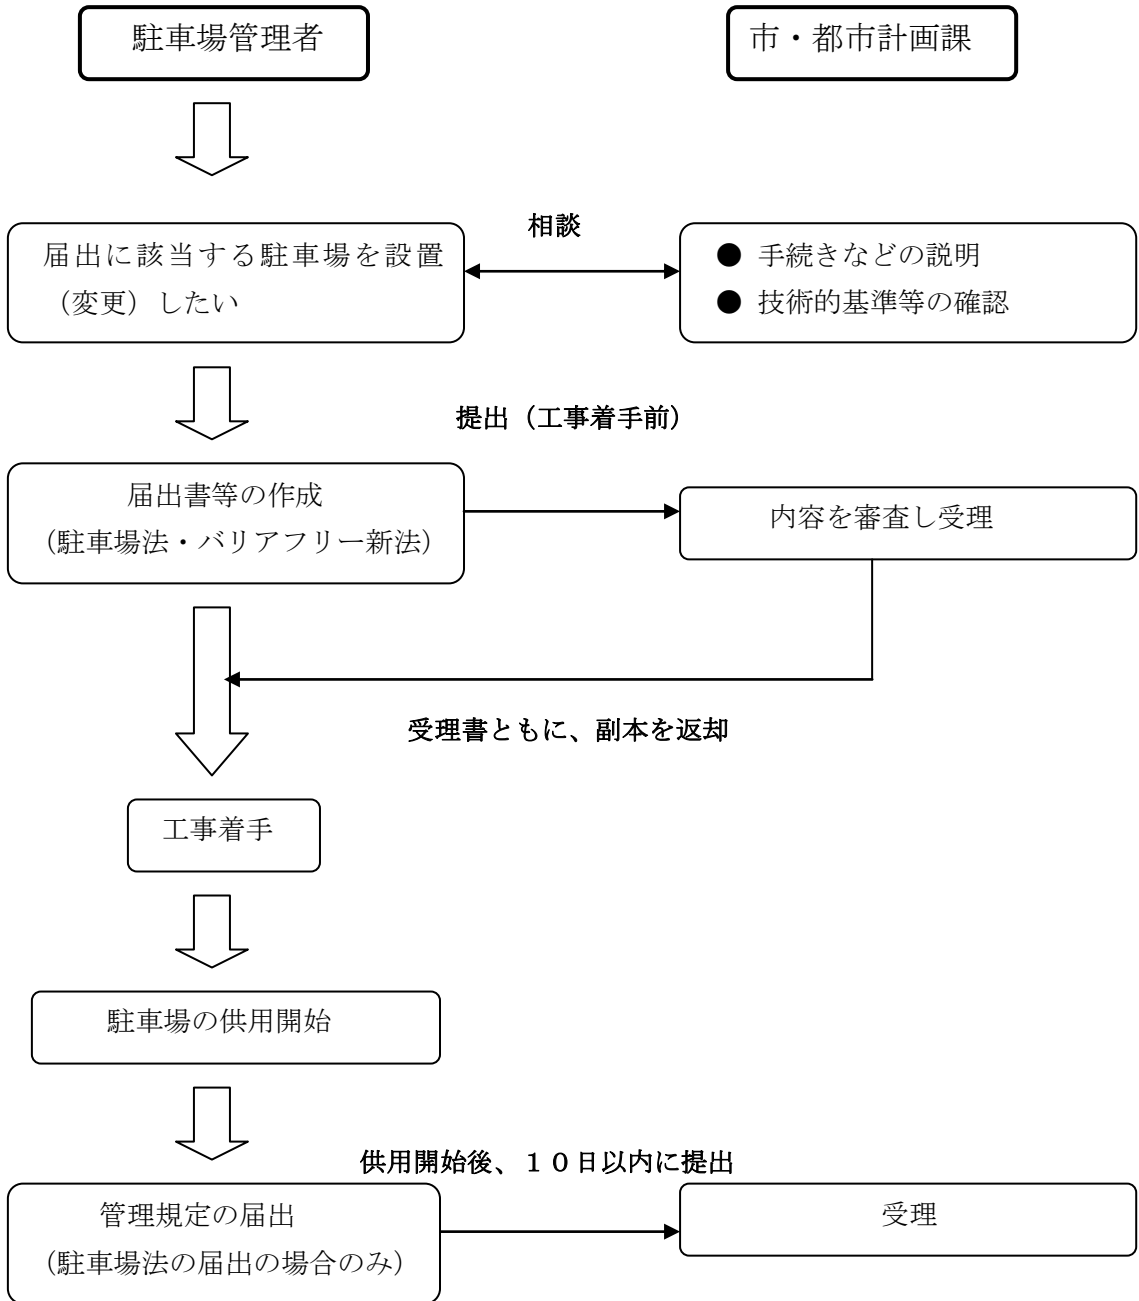 駐車場管理者
市・都市計画課
相談
届出に該当する駐車場を設置
（変更）したい
● 手続きなどの説明
● 技術的基準等の確認
提出（工事着手前）
届出書等の作成
（駐車場法・バリアフリー新法）
内容を審査し受理
受理書ともに、副本を返却
工事着手
駐車場の供用開始
供用開始後、１０日以内に提出
管理規定の届出
（駐車場法の届出の場合のみ）
受理